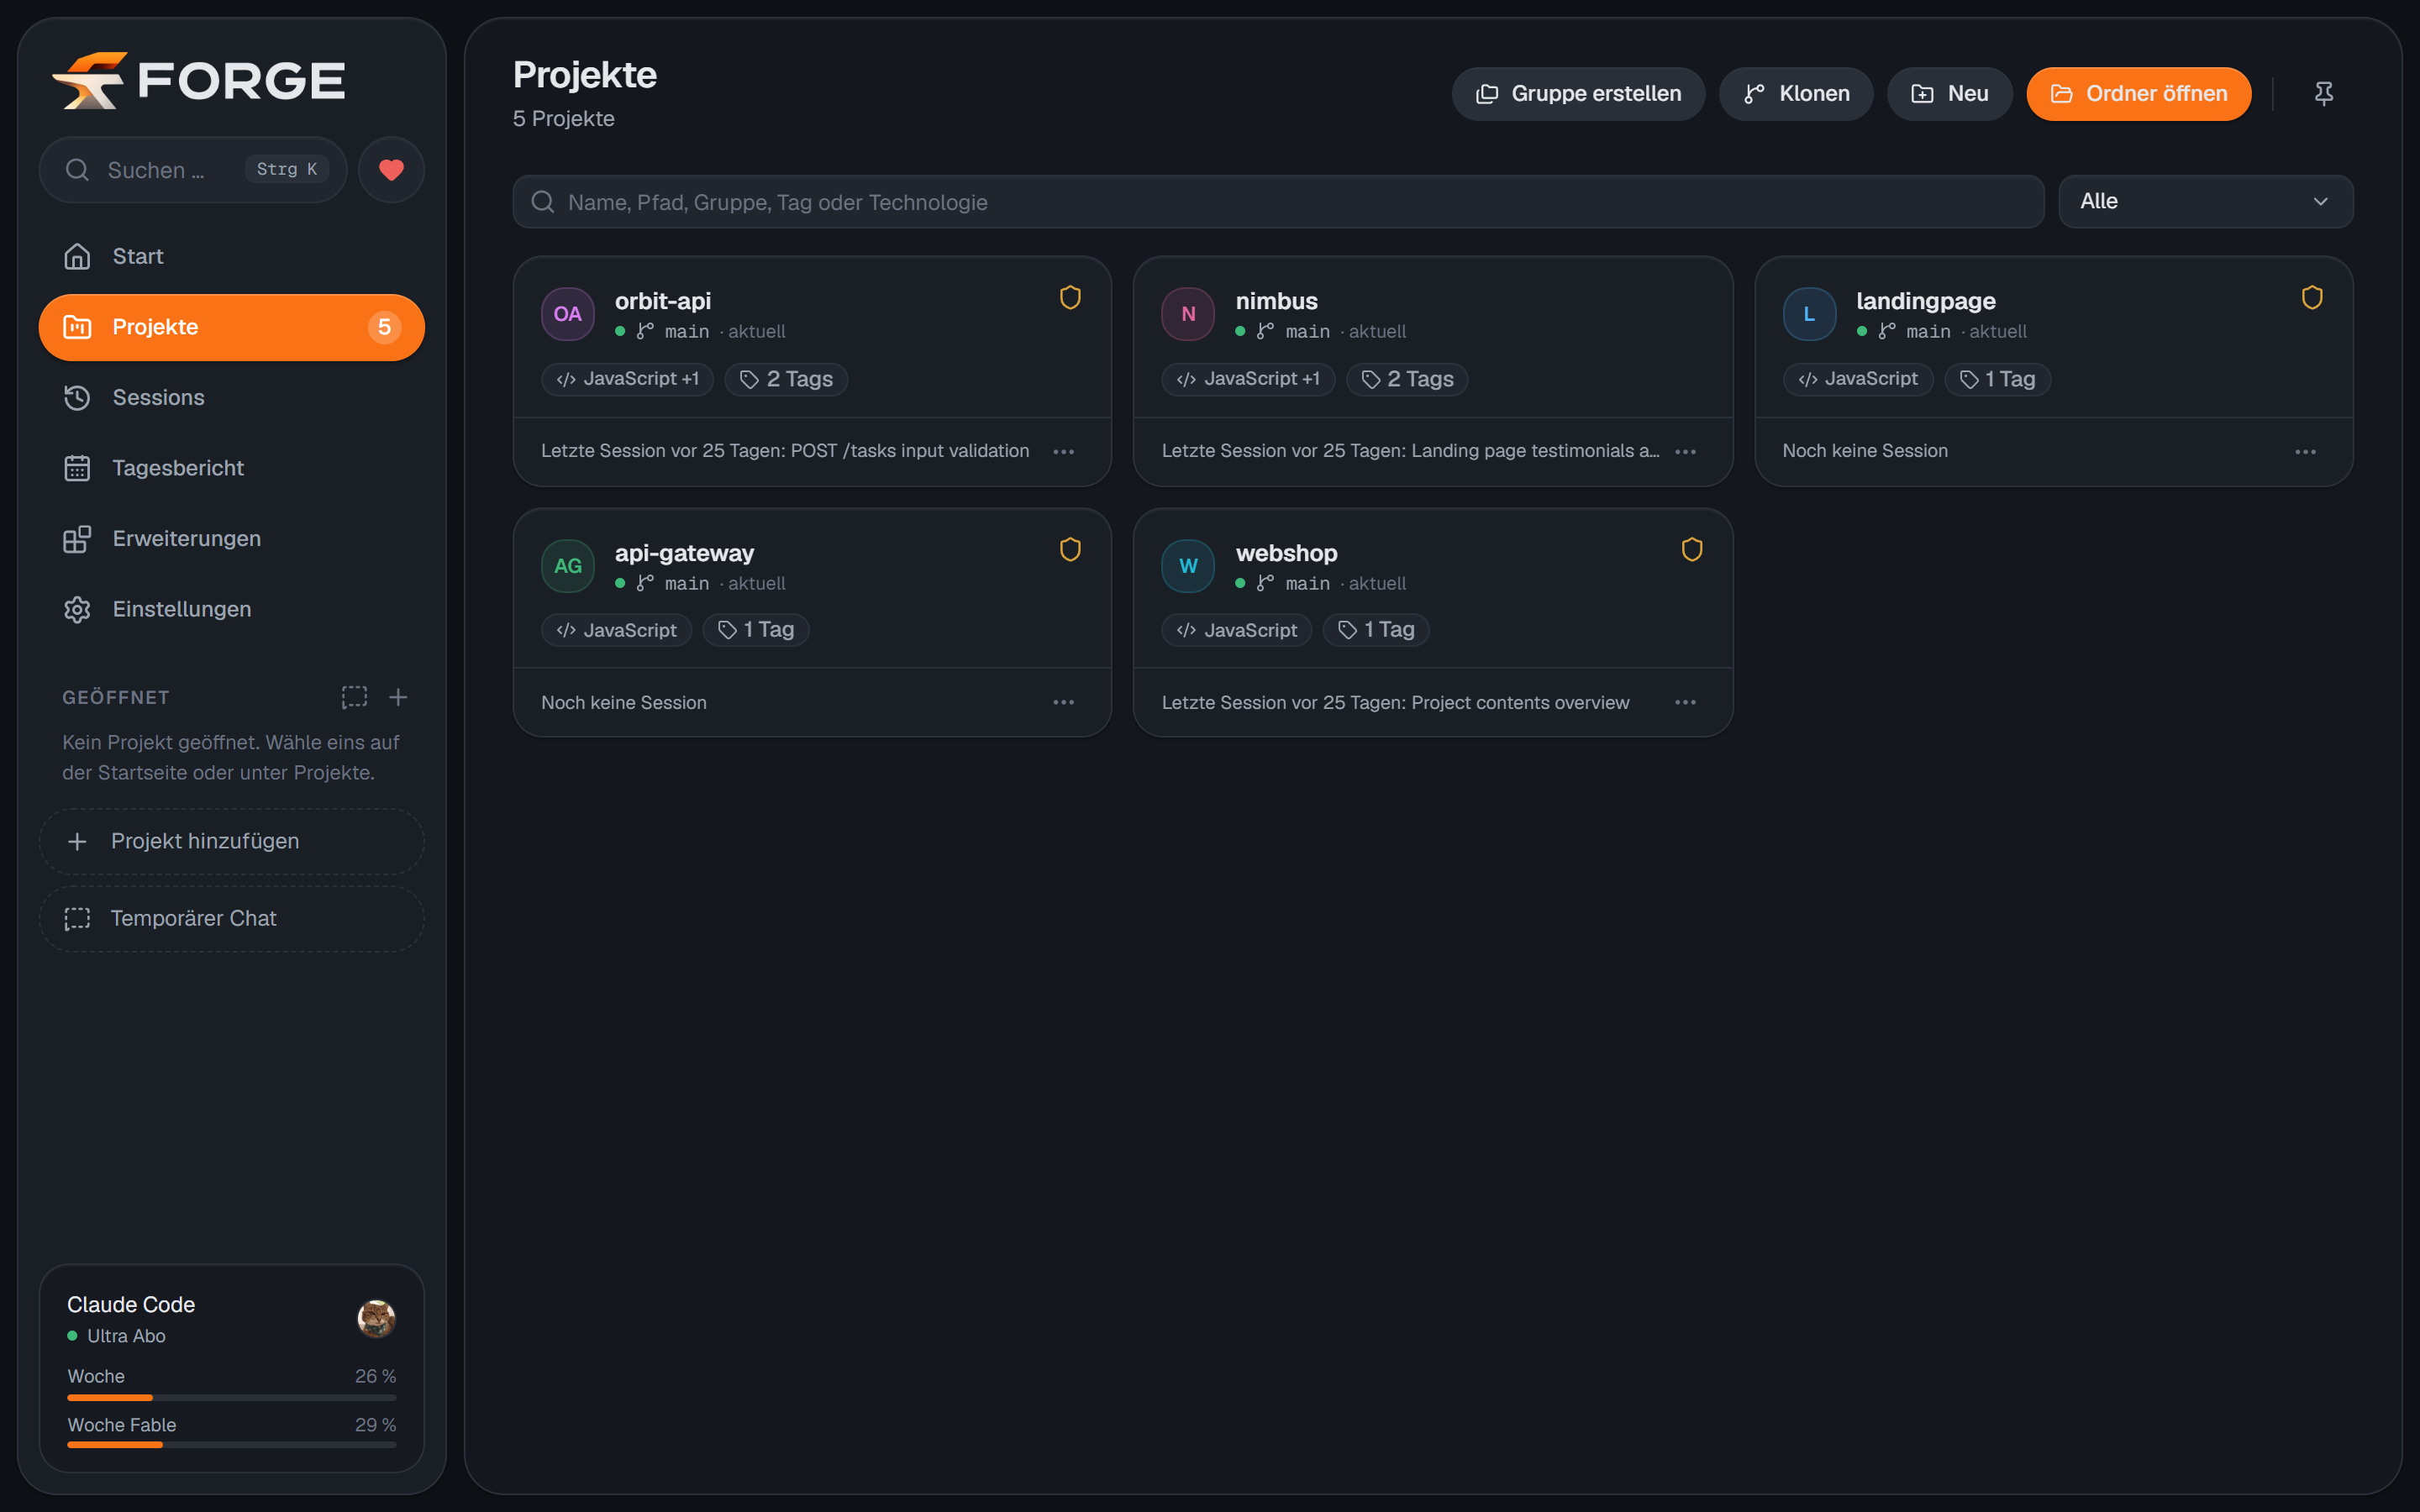 FORGE
Suchen ...
Strg K
Start
Projekte
5
Sessions
Tagesbericht
Erweiterungen
Einstellungen
GEÖFFNET
Kein Projekt geöffnet. Wähle eins auf
der Startseite oder unter Projekte.
Projekt hinzufügen
Temporärer Chat
Claude Code
Ultra Abo
Woche 26 %
Woche Fable 29 %
Projekte
5 Projekte
Gruppe erstellen
Klonen
Neu
Ordner öffnen
Name, Pfad, Gruppe, Tag oder Technologie
Alle
OA
orbit-api
main · aktuell
JavaScript +1
2 Tags
Letzte Session vor 25 Tagen: POST /tasks input validation
N
nimbus
main · aktuell
JavaScript +1
2 Tags
Letzte Session vor 25 Tagen: Landing page testimonials a...
L
landingpage
main · aktuell
JavaScript
1 Tag
Noch keine Session
AG
api-gateway
main · aktuell
JavaScript
1 Tag
Noch keine Session
W
webshop
main · aktuell
JavaScript
1 Tag
Letzte Session vor 25 Tagen: Project contents overview